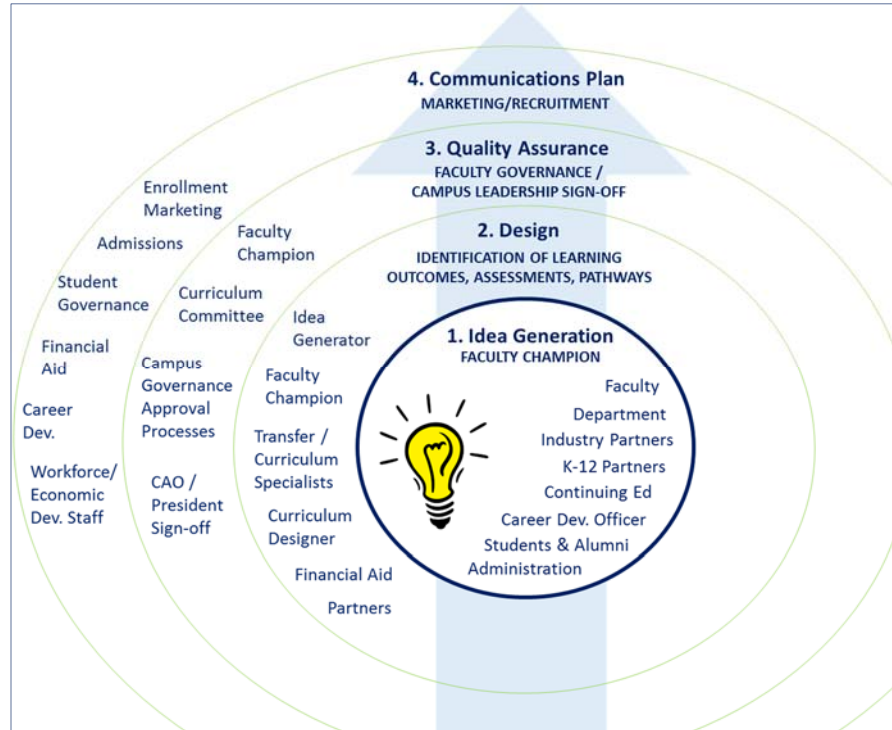 4. Communications Plan
MARKETING/RECRUITMENT
3. Quality Assurance
FACULTY GOVERNANCE /
CAMPUS LEADERSHIP SIGN-OFF
2. Design
IDENTIFICATION OF LEARNING
OUTCOMES, ASSESSMENTS, PATHWAYS
1. Idea Generation
FACULTY CHAMPION
Faculty
Department
Industry Partners
K-12 Partners
Continuing Ed
Career Dev. Officer
Students & Alumni
Administration
Idea
Generator
Faculty
Champion
Transfer /
Curriculum
Specialists
Curriculum
Designer
Financial Aid
Partners
Faculty
Champion
Curriculum
Committee
Campus
Governance
Approval
Processes
CAO /
President
Sign-off
Enrollment
Marketing
Admissions
Student
Governance
Financial
Aid
Career
Dev.
Workforce/
Economic
Dev. Staff